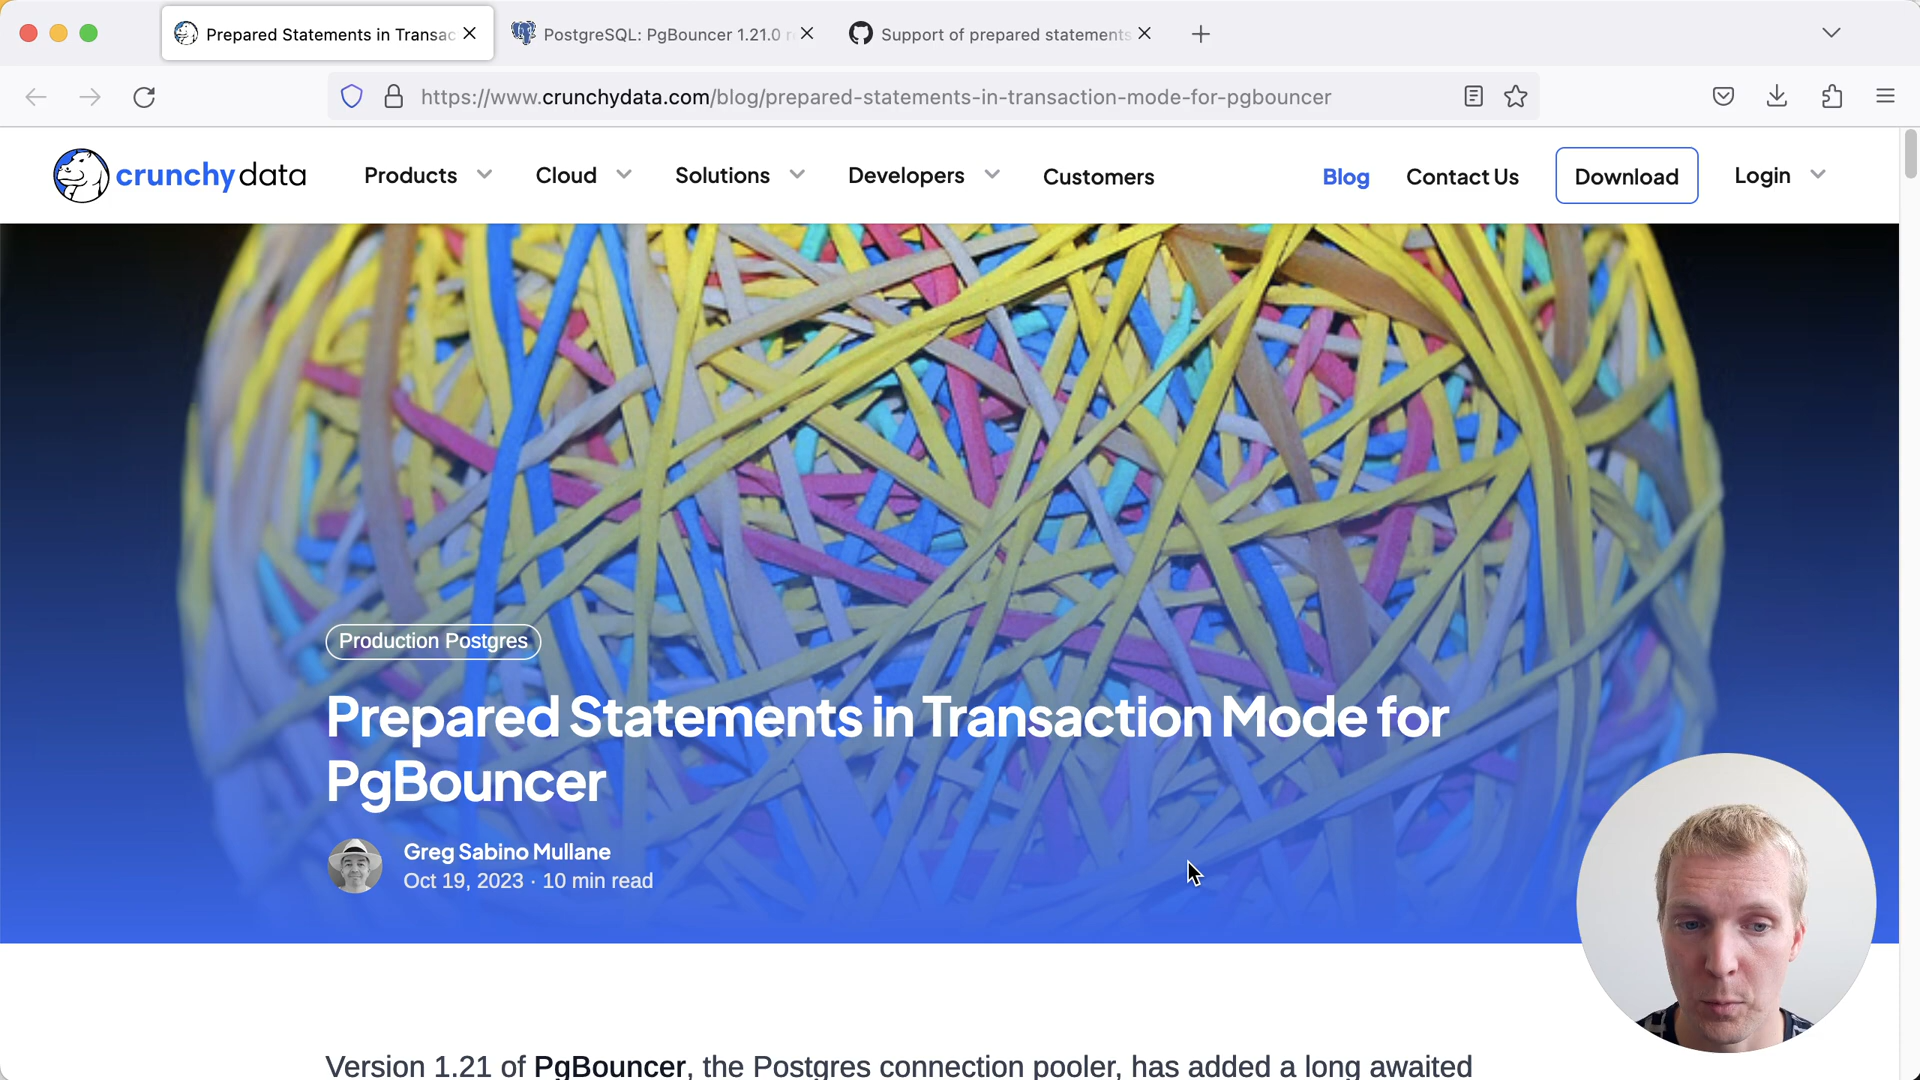 Prepared Statements in Transac
PostgreSQL: PgBouncer 1.21.0 r
Support of prepared statements
https://www.crunchydata.com/blog/prepared-statements-in-transaction-mode-for-pgbouncer
crunchydata
Products
Cloud
Solutions
Developers
Customers
Blog
Contact Us
Download
Login
Production Postgres
Prepared Statements in Transaction Mode for
PgBouncer
Greg Sabino Mullane
Oct 19, 2023 · 10 min read
Version 1.21 of PgBouncer, the Postgres connection pooler, has added a long awaited